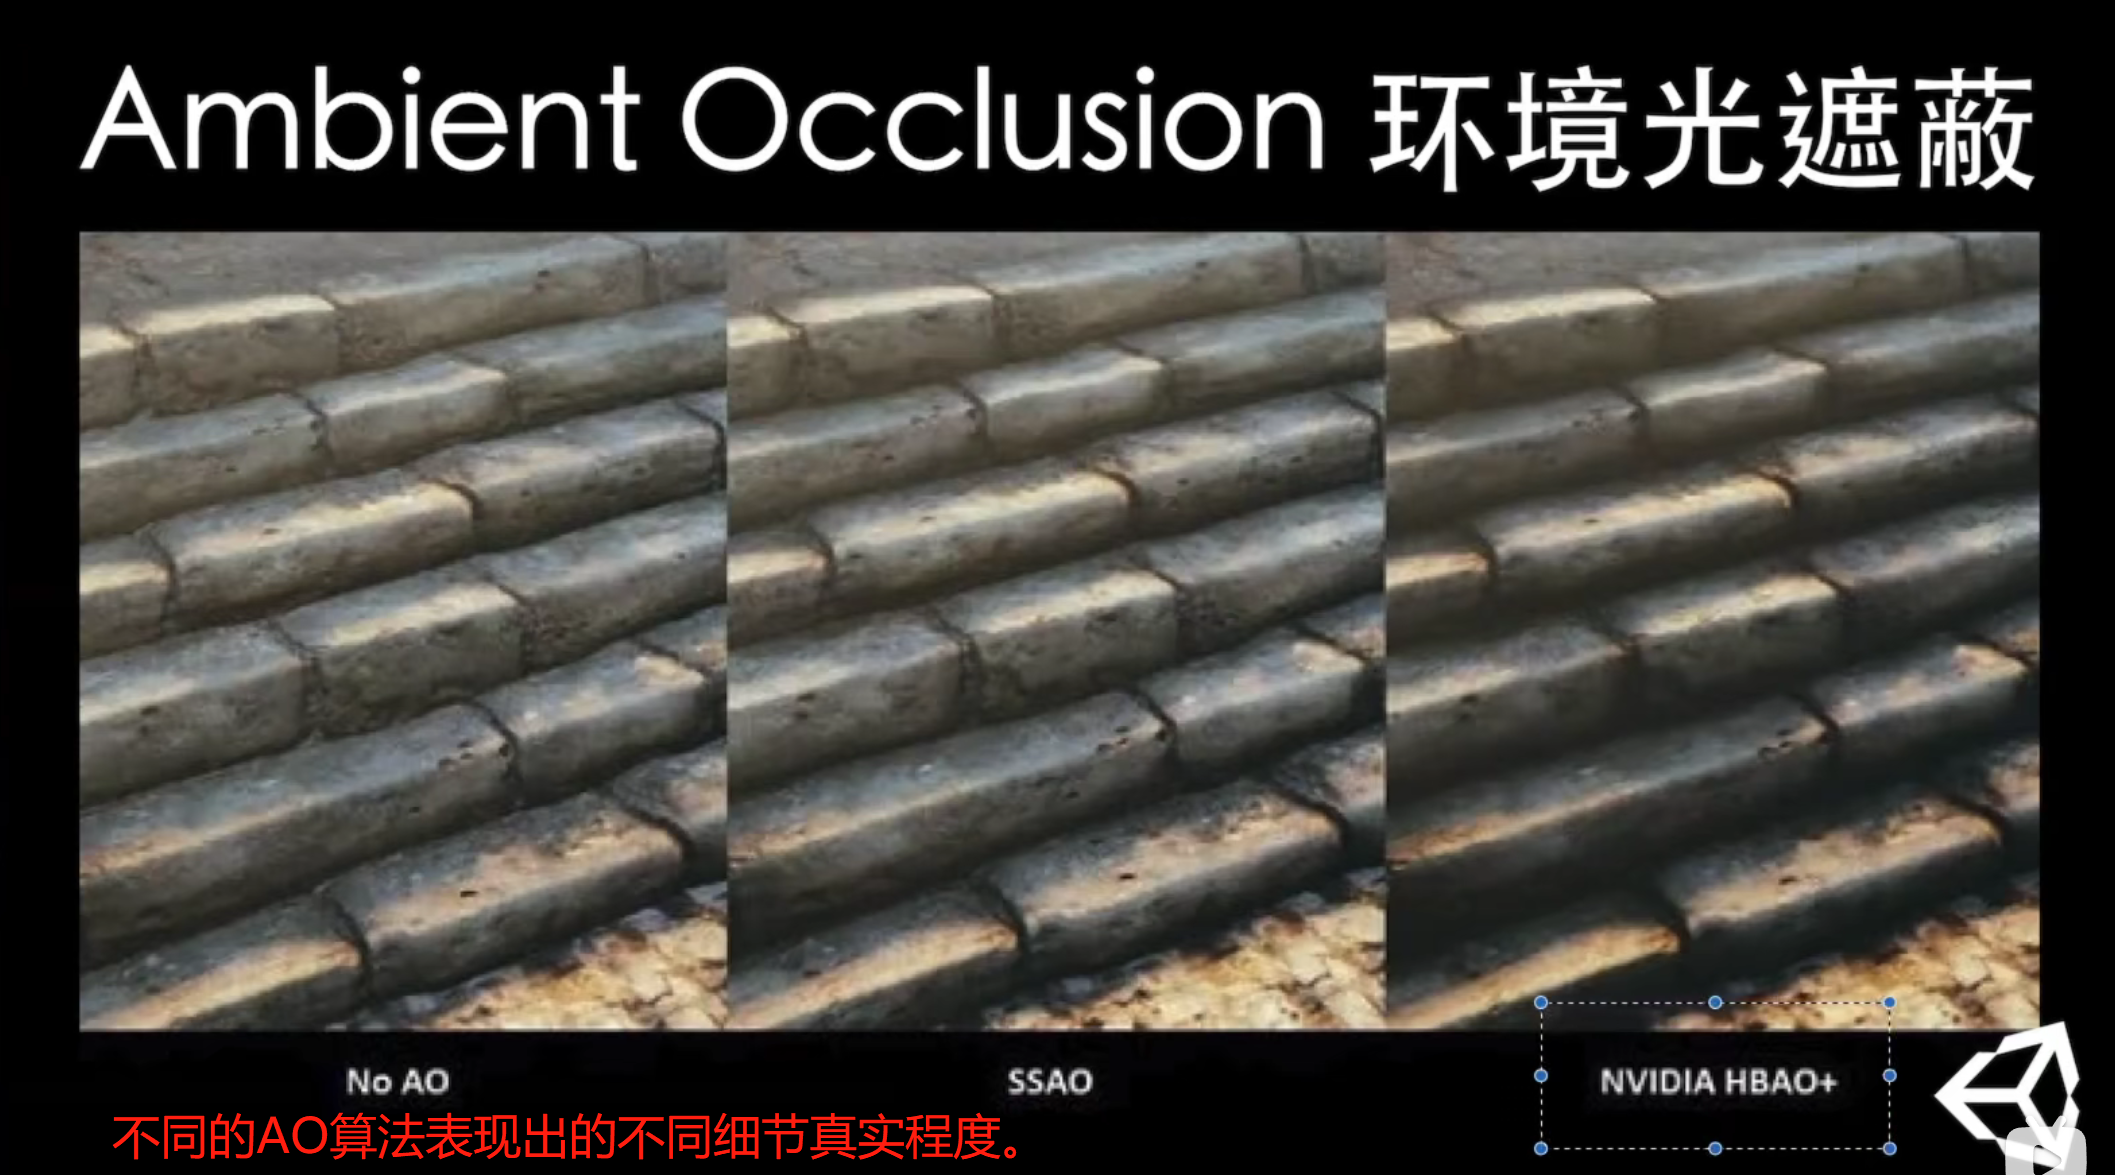 Ambient Occlusion 环境光遮蔽
No AO
SSAO
NVIDIA HBAO+
不同的AO算法表现出的不同细节真实程度。